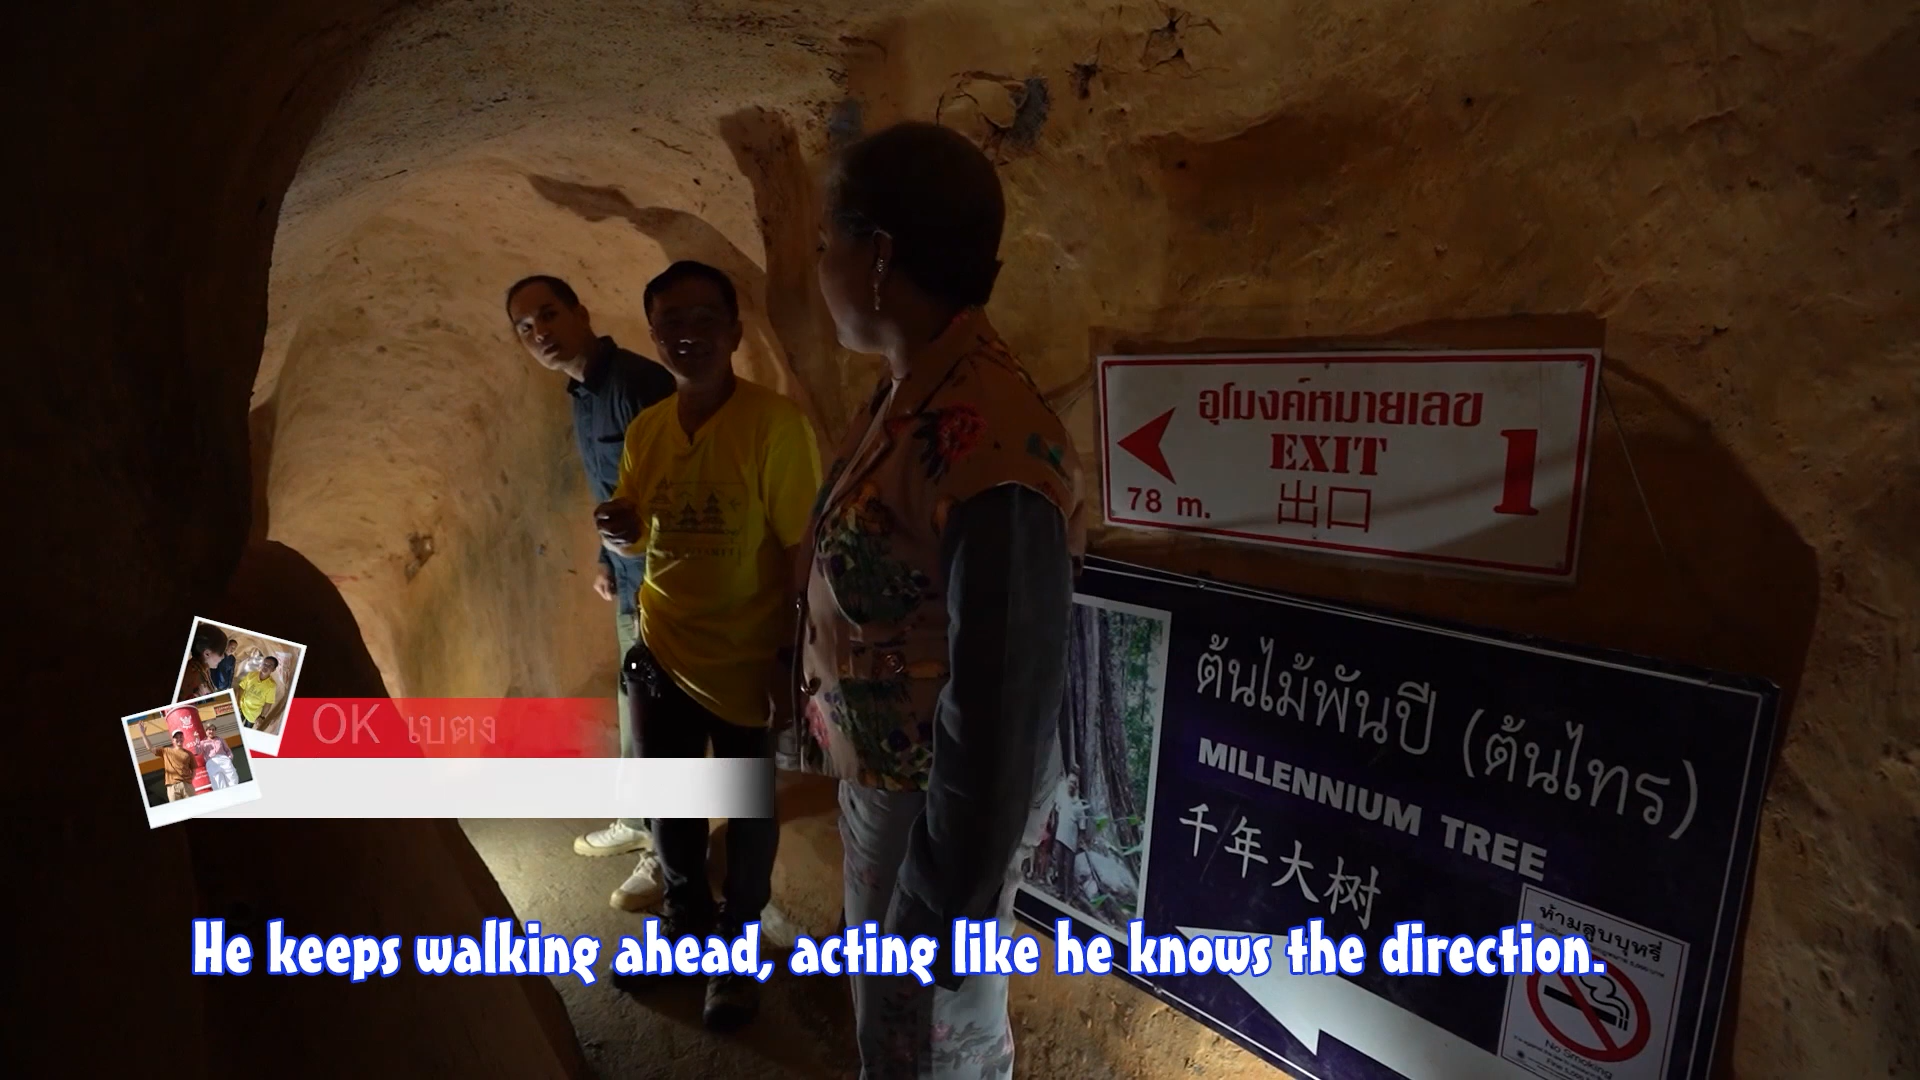 อุโมงค์หมายเลข
EXIT
1
78 m.
出口
ต้นไม้พันปี (ต้นไทร)
MILLENNIUM TREE
千年大树
OK เบตง
ห้ามสูบบุหรี่
He keeps walking ahead, acting like he knows the direction.
No Smoking